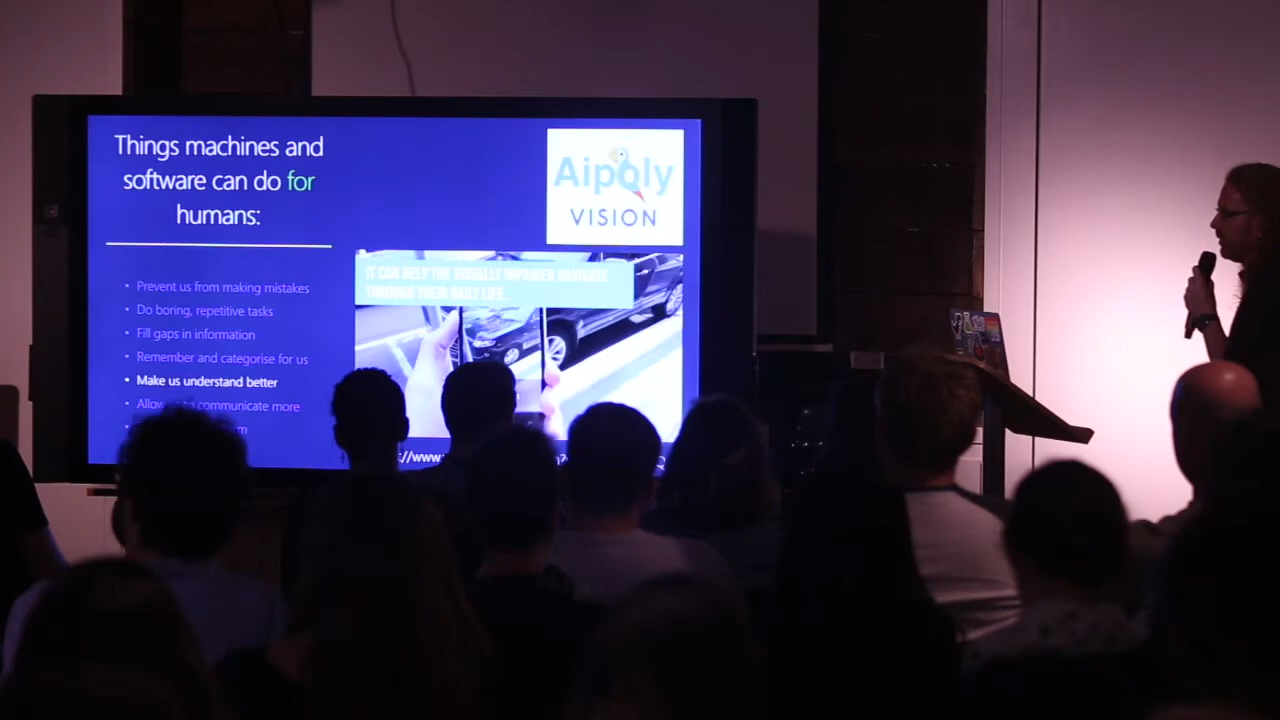 Things machines and
software can do for
humans:
• Prevent us from making mistakes
• Do boring, repetitive tasks
• Fill gaps in information
• Remember and categorise for us
• Make us understand better
• Allow communicate more
Aipoly
VISION
IT CAN HELP THE VISUALLY IMPAIRED NAVIGATE
THROUGH THEIR DAILY LIFE.
://www.